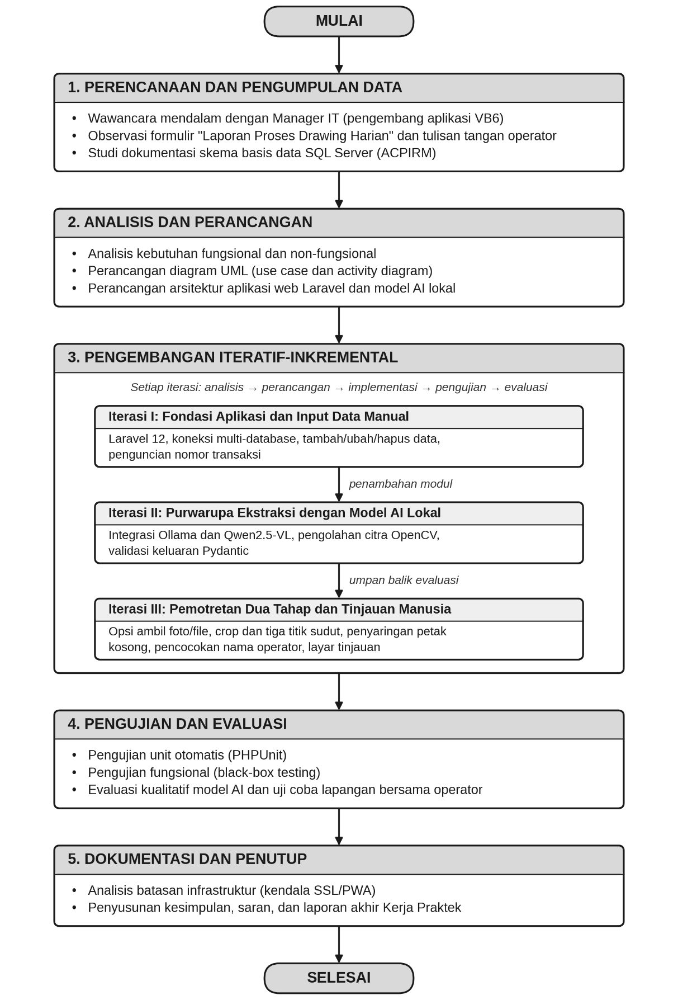 MULAI
1. PERENCANAAN DAN PENGUMPULAN DATA
• Wawancara mendalam dengan Manager IT (pengembang aplikasi VB6)
• Observasi formulir "Laporan Proses Drawing Harian" dan tulisan tangan operator
• Studi dokumentasi skema basis data SQL Server (ACPIRM)
2. ANALISIS DAN PERANCANGAN
• Analisis kebutuhan fungsional dan non-fungsional
• Perancangan diagram UML (use case dan activity diagram)
• Perancangan arsitektur aplikasi web Laravel dan model AI lokal
3. PENGEMBANGAN ITERATIF-INKREMENTAL
Setiap iterasi: analisis → perancangan → implementasi → pengujian → evaluasi
Iterasi I: Fondasi Aplikasi dan Input Data Manual
Laravel 12, koneksi multi-database, tambah/ubah/hapus data,
penguncian nomor transaksi
penambahan modul
Iterasi II: Purwarupa Ekstraksi dengan Model AI Lokal
Integrasi Ollama dan Qwen2.5-VL, pengolahan citra OpenCV,
validasi keluaran Pydantic
umpan balik evaluasi
Iterasi III: Pemotretan Dua Tahap dan Tinjauan Manusia
Opsi ambil foto/file, crop dan tiga titik sudut, penyaringan petak
kosong, pencocokan nama operator, layar tinjauan
4. PENGUJIAN DAN EVALUASI
• Pengujian unit otomatis (PHPUnit)
• Pengujian fungsional (black-box testing)
• Evaluasi kualitatif model AI dan uji coba lapangan bersama operator
5. DOKUMENTASI DAN PENUTUP
• Analisis batasan infrastruktur (kendala SSL/PWA)
• Penyusunan kesimpulan, saran, dan laporan akhir Kerja Praktek
SELESAI